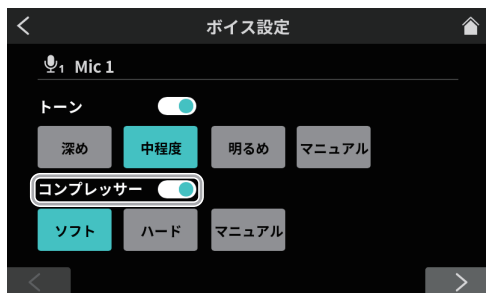 ボイス設定
1 Mic 1
トーン
深め 中程度 明るめ マニュアル
コンプレッサー
ソフト ハード マニュアル